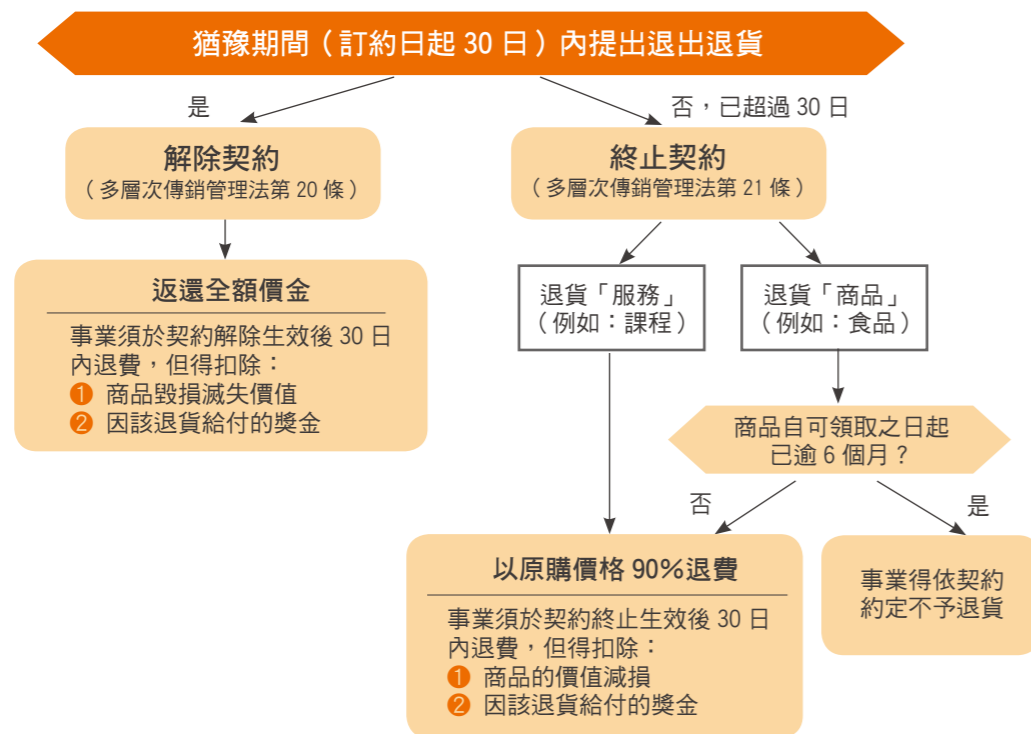 猶豫期間（訂約日起 30 日）內提出退出退貨
是
否，已超過 30 日
解除契約
（多層次傳銷管理法第 20 條）
終止契約
（多層次傳銷管理法第 21 條）
返還全額價金
事業須於契約解除生效後 30 日
內退費，但得扣除：
1 商品毀損滅失價值
2 因該退貨給付的獎金
退貨「服務」
（例如：課程）
退貨「商品」
（例如：食品）
商品自可領取之日起
已逾 6 個月？
否
是
以原購價格 90%退費
事業須於契約終止生效後 30 日
內退費，但得扣除：
1 商品的價值減損
2 因該退貨給付的獎金
事業得依契約
約定不予退貨